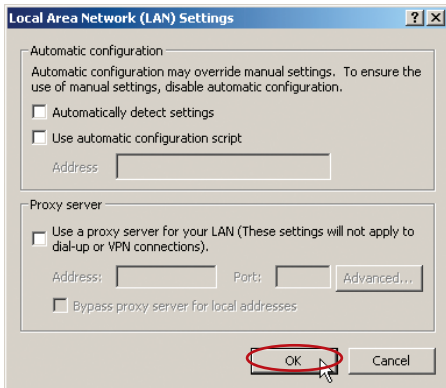 Local Area Network (LAN) Settings
Automatic configuration
Automatic configuration may override manual settings. To ensure the
use of manual settings, disable automatic configuration.
Automatically detect settings
Use automatic configuration script
Address
Proxy server
Use a proxy server for your LAN (These settings will not apply to
dial-up or VPN connections).
Address: Port: Advanced...
Bypass proxy server for local addresses
OK Cancel